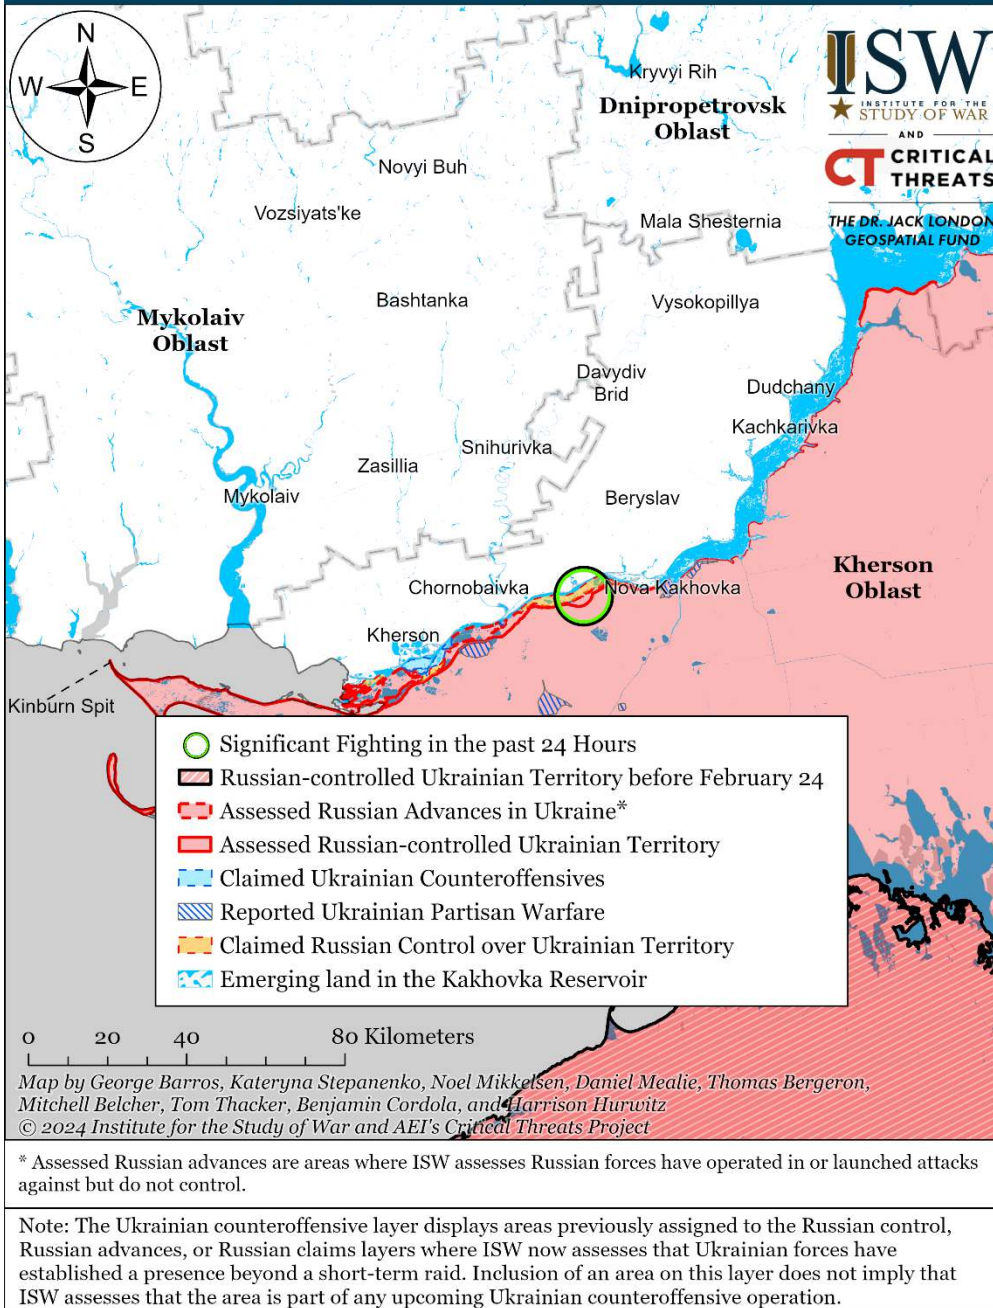 N
W E
S
ISW
INSTITUTE FOR THE
STUDY OF WAR
AND
CT CRITICAL
THREATS
THE DR. JACK LONDON
GEOSPATIAL FUND
Kryvyi Rih
Dnipropetrovsk
Oblast
Novyi Buh
Vozsiyats'ke
Mala Shesternia
Bashtanka
Vysokopillya
Mykolaiv
Oblast
Davydiv
Brid
Dudchany
Kachkarivka
Snihurivka
Zasillia
Mykolaiv
Beryslav
Chornobaivka
Nova Kakhovka
Kherson
Oblast
Kherson
Kinburn Spit
Significant Fighting in the past 24 Hours
Russian-controlled Ukrainian Territory before February 24
Assessed Russian Advances in Ukraine*
Assessed Russian-controlled Ukrainian Territory
Claimed Ukrainian Counteroffensives
Reported Ukrainian Partisan Warfare
Claimed Russian Control over Ukrainian Territory
Emerging land in the Kakhovka Reservoir
0 20 40 80 Kilometers
Map by George Barros, Kateryna Stepanenko, Noel Mikkelsen, Daniel Mealie, Thomas Bergeron,
Mitchell Belcher, Tom Thacker, Benjamin Cordola, and Harrison Hurwitz
© 2024 Institute for the Study of War and AEI's Critical Threats Project
* Assessed Russian advances are areas where ISW assesses Russian forces have operated in or launched attacks
against but do not control.
Note: The Ukrainian counteroffensive layer displays areas previously assigned to the Russian control,
Russian advances, or Russian claims layers where ISW now assesses that Ukrainian forces have
established a presence beyond a short-term raid. Inclusion of an area on this layer does not imply that
ISW assesses that the area is part of any upcoming Ukrainian counteroffensive operation.